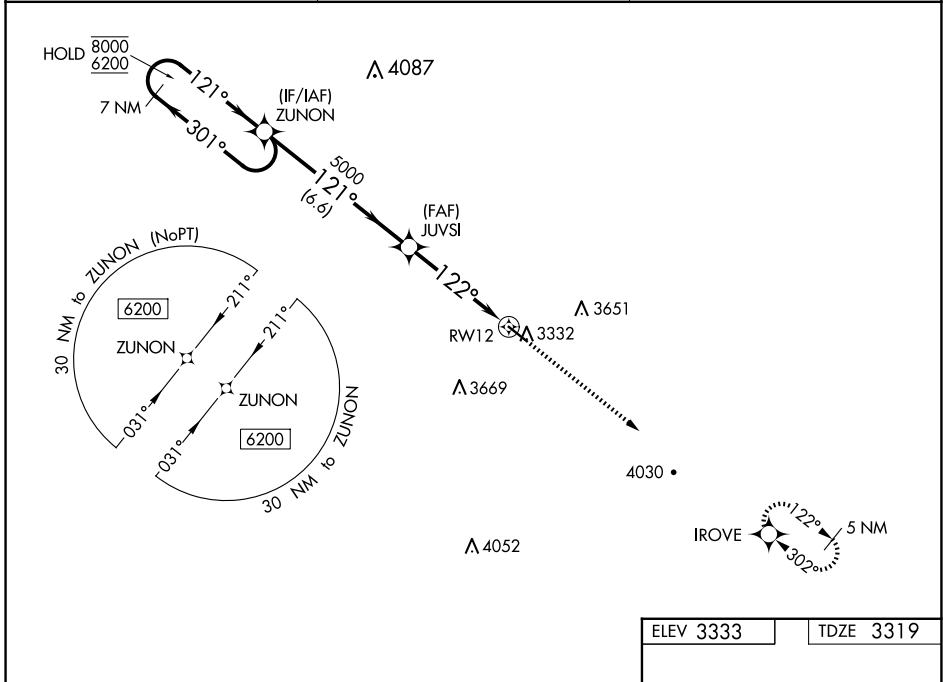 HOLD 8000
6200
7 NM
121°
301°
4087
(IF/IAF)
ZUNON
5000
121°
(6.6)
(FAF)
JUVSI
122°
RW12
3332
3651
3669
30 NM to ZUNON (NoPT)
6200
211°
ZUNON
031°
211°
ZUNON
031°
6200
30 NM to ZUNON
4030
4052
IROVE
122°
302°
5 NM
ELEV 3333
TDZE 3319